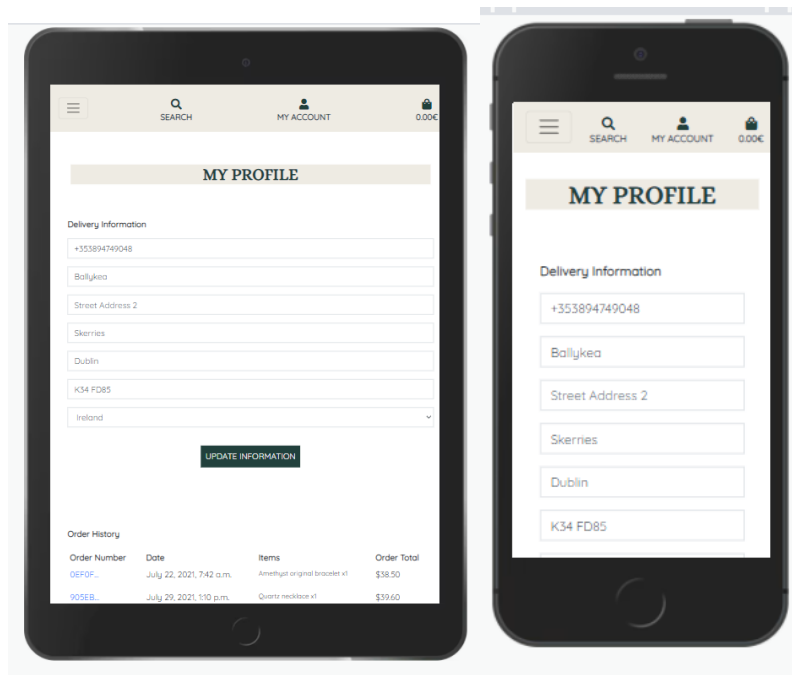 SEARCH MY ACCOUNT 0.00€
MY PROFILE
Delivery Information
+353894749048
Ballykea
Street Address 2
Skerries
Dublin
K34 FD85
Ireland
UPDATE INFORMATION
Order History
Order Number Date Items Order Total
0EF0F... July 22, 2021, 7:42 a.m. Amethyst original bracelet x1 $38.50
905EB... July 29, 2021, 1:10 p.m. Quartz necklace x1 $39.60
SEARCH MY ACCOUNT 0.00€
MY PROFILE
Delivery Information
+353894749048
Ballykea
Street Address 2
Skerries
Dublin
K34 FD85